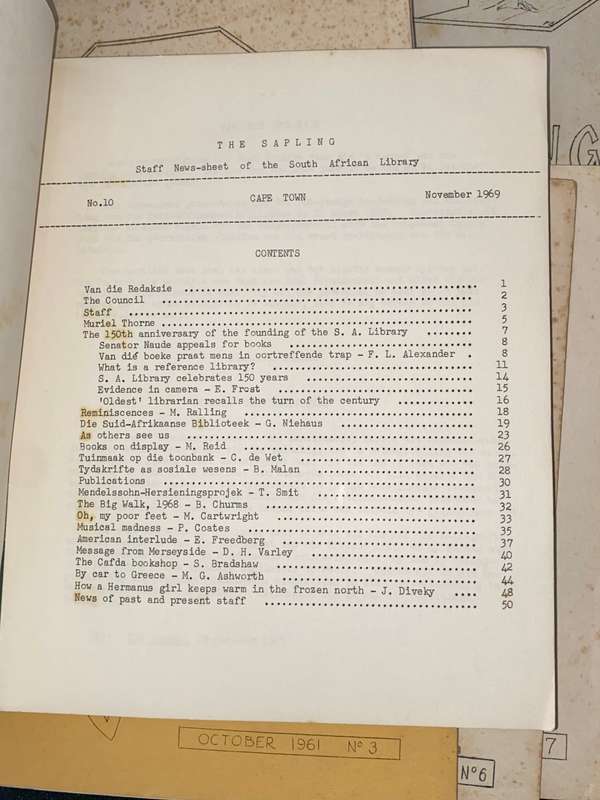 THE SAPLING
Staff News-sheet of the South African Library
No.10 CAPE TOWN November 1969
CONTENTS
Van die Redaksie ........ 1
The Council ........ 2
Staff ........ 3
Muriel Thorne ........ 5
The 150th anniversary of the founding of the S. A. Library ........ 7
Senator Naude appeals for books ........ 8
Van dié boeke praat mens in oortreffende trap - F. L. Alexander . 8
What is a reference library? ........ 11
S. A. Library celebrates 150 years ........ 14
Evidence in camera - E. Frost ........ 15
'Oldest' librarian recalls the turn of the century ........ 16
Reminiscences - M. Ralling ........ 18
Die Suid-Afrikaanse Biblioteek - G. Niehaus ........ 19
As others see us ........ 23
Books on display - M. Reid ........ 26
Tuinmaak op die toonbank - C. de Wet ........ 27
Tydskrifte as sosiale wesens - B. Malan ........ 28
Publications ........ 30
Mendelssohn-Hersieningsprojek - T. Smit ........ 31
The Big Walk, 1968 - B. Churms ........ 32
Oh, my poor feet - M. Cartwright ........ 33
Musical madness - P. Coates ........ 35
American interlude - E. Freedberg ........ 37
Message from Merseyside - D. H. Varley ........ 40
The Cafda bookshop - S. Bradshaw ........ 42
By car to Greece - M. G. Ashworth ........ 44
How a Hermanus girl keeps warm in the frozen north - J. Diveky .... 48
News of past and present staff ........ 50
OCTOBER 1961 Nº 3
Nº6
7
NG